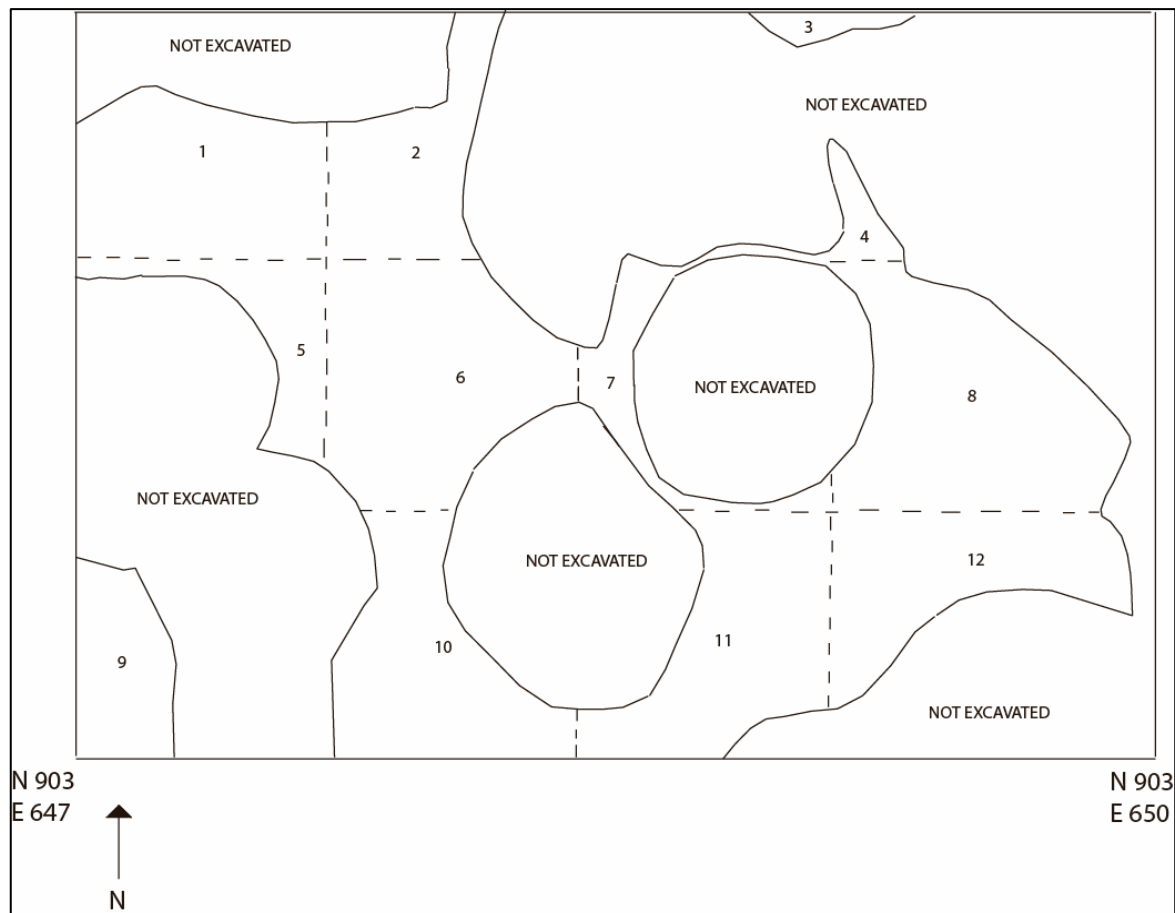 NOT EXCAVATED
3
NOT EXCAVATED
1
2
4
5
6
7
NOT EXCAVATED
8
NOT EXCAVATED
NOT EXCAVATED
12
9
10
11
NOT EXCAVATED
N 903
E 647
N 903
E 650
N